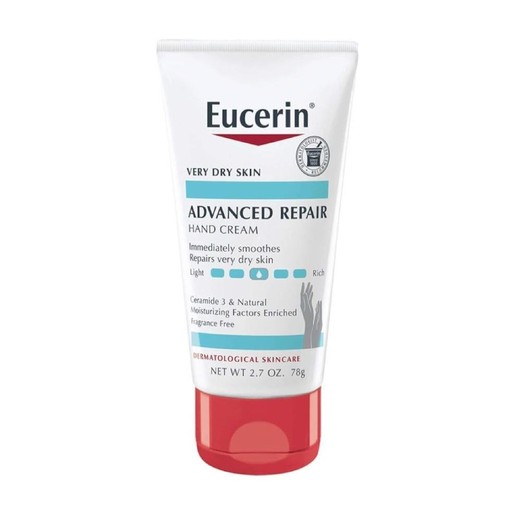 Eucerin®
VERY DRY SKIN
ADVANCED REPAIR
HAND CREAM
Immediately smoothes
Repairs very dry skin
Light Rich
Ceramide 3 & Natural
Moisturizing Factors Enriched
Fragrance Free
DERMATOLOGICAL SKINCARE
NET WT 2.7 OZ. 78g